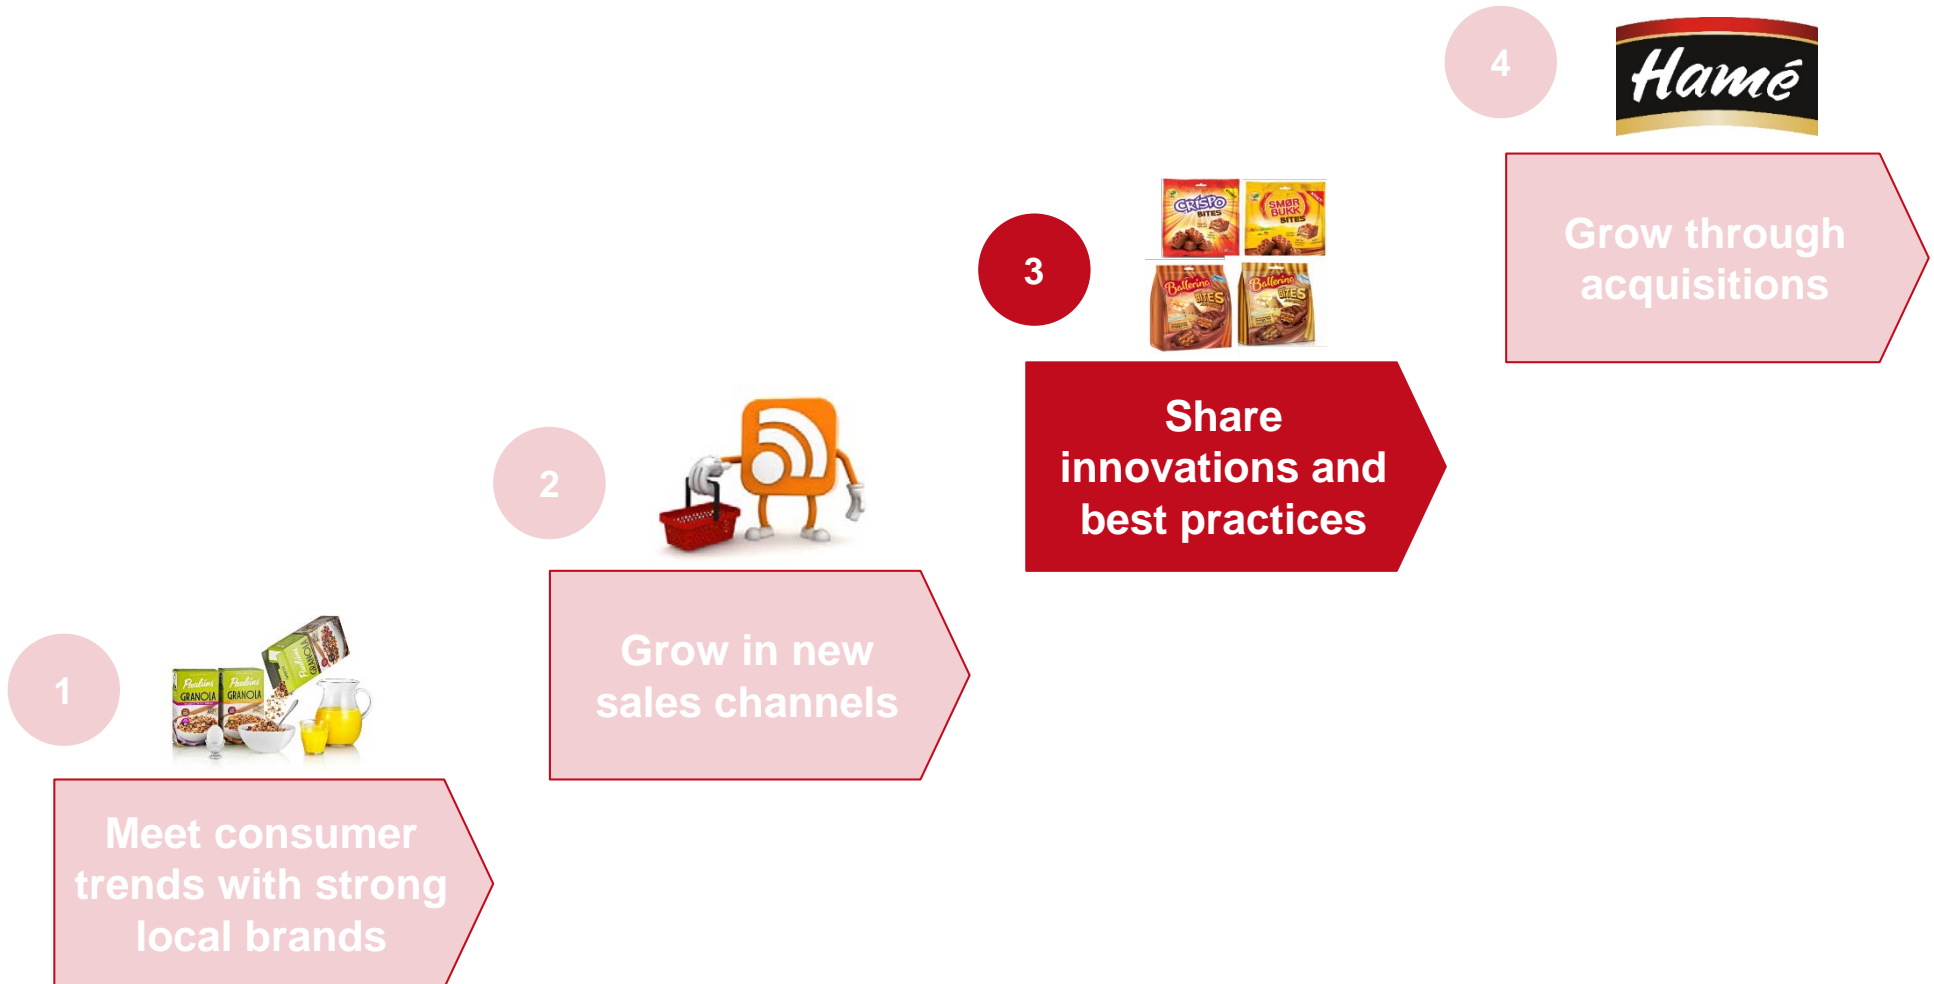 4
Hamé
Grow through
acquisitions
3
CRISPO
BITES
SMØR
BUKK
BITES
Ballerina
BITES
Ballerina
BITES
Share
innovations and
best practices
2
Grow in new
sales channels
1
Paulúns
GRANOLA
Paulúns
GRANOLA
GRANOLA
Meet consumer
trends with strong
local brands